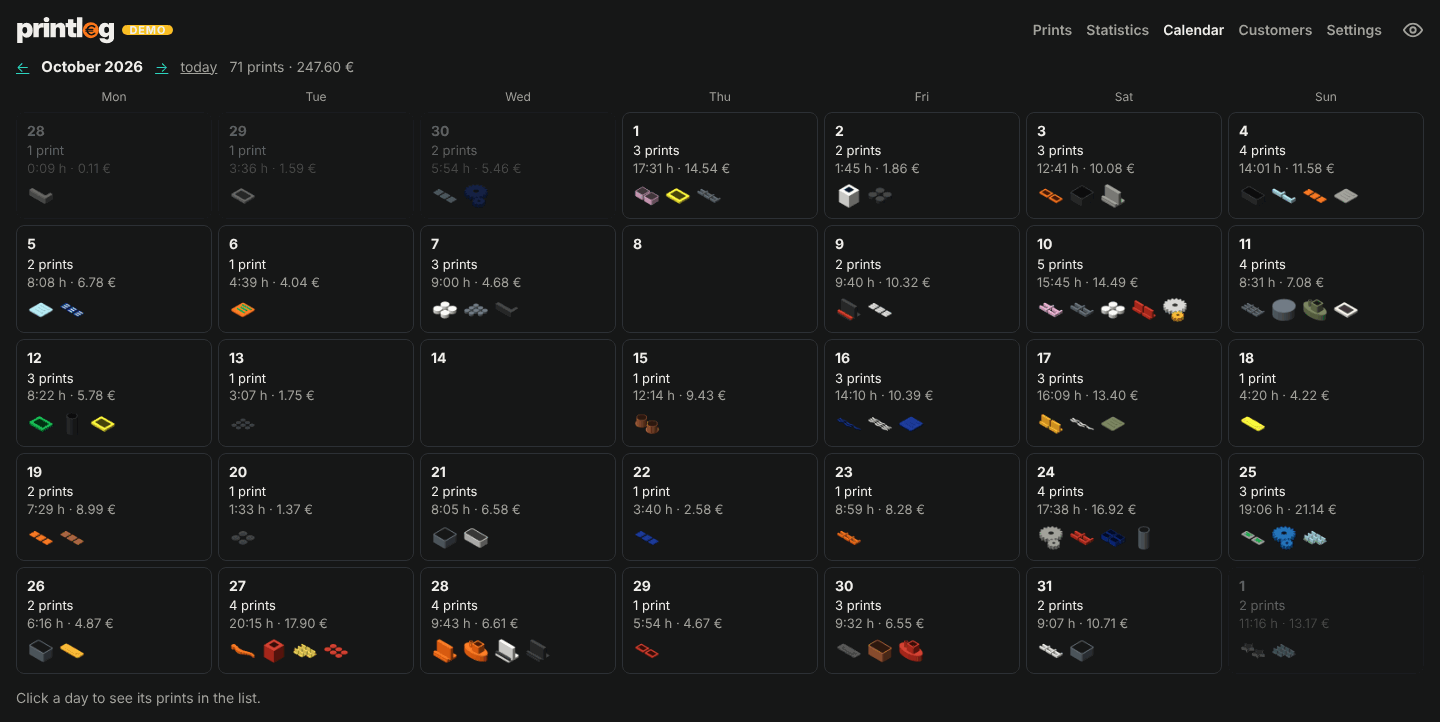 printlog DEMO
Prints Statistics Calendar Customers Settings
← October 2026 → today 71 prints · 247.60 €
Mon Tue Wed Thu Fri Sat Sun
28
1 print
0:09 h · 0.11 €
29
1 print
3:36 h · 1.59 €
30
2 prints
5:54 h · 5.46 €
1
3 prints
17:31 h · 14.54 €
2
2 prints
1:45 h · 1.86 €
3
3 prints
12:41 h · 10.08 €
4
4 prints
14:01 h · 11.58 €
5
2 prints
8:08 h · 6.78 €
6
1 print
4:39 h · 4.04 €
7
3 prints
9:00 h · 4.68 €
8
9
2 prints
9:40 h · 10.32 €
10
5 prints
15:45 h · 14.49 €
11
4 prints
8:31 h · 7.08 €
12
3 prints
8:22 h · 5.78 €
13
1 print
3:07 h · 1.75 €
14
15
1 print
12:14 h · 9.43 €
16
3 prints
14:10 h · 10.39 €
17
3 prints
16:09 h · 13.40 €
18
1 print
4:20 h · 4.22 €
19
2 prints
7:29 h · 8.99 €
20
1 print
1:33 h · 1.37 €
21
2 prints
8:05 h · 6.58 €
22
1 print
3:40 h · 2.58 €
23
1 print
8:59 h · 8.28 €
24
4 prints
17:38 h · 16.92 €
25
3 prints
19:06 h · 21.14 €
26
2 prints
6:16 h · 4.87 €
27
4 prints
20:15 h · 17.90 €
28
4 prints
9:43 h · 6.61 €
29
1 print
5:54 h · 4.67 €
30
3 prints
9:32 h · 6.55 €
31
2 prints
9:07 h · 10.71 €
1
2 prints
11:16 h · 13.17 €
Click a day to see its prints in the list.